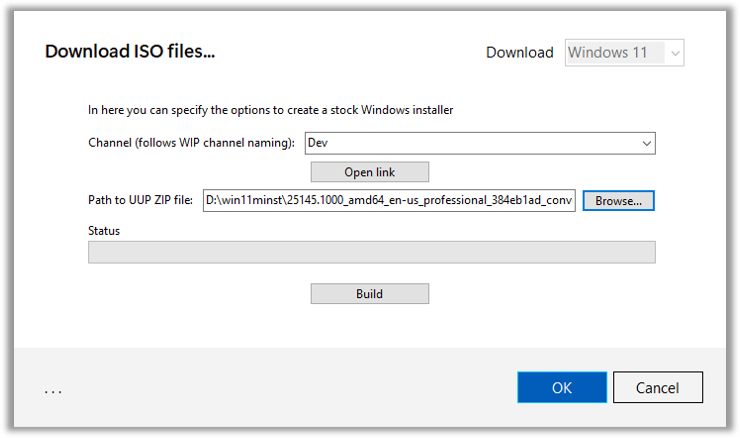 Download ISO files...
Download Windows 11
In here you can specify the options to create a stock Windows installer
Channel (follows WIP channel naming): Dev
Open link
Path to UUP ZIP file: D:\win11minst\25145.1000_amd64_en-us_professional_384eb1ad_conv Browse...
Status
Build
... OK Cancel